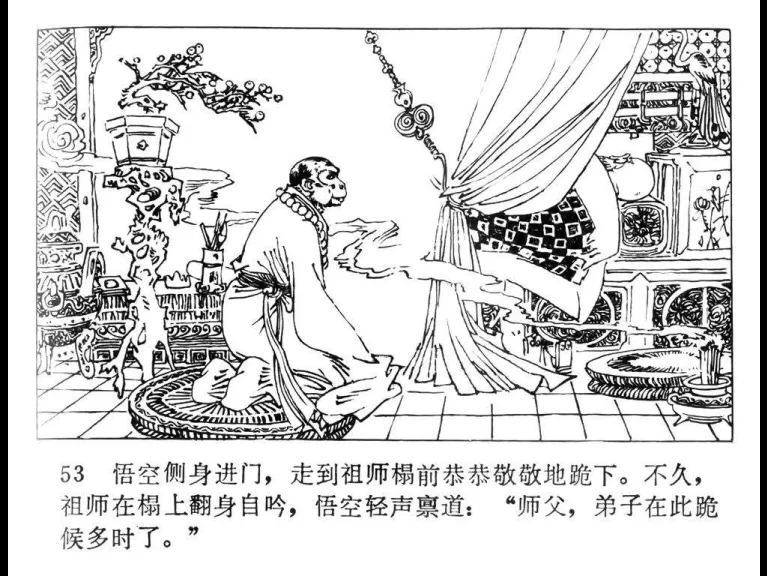 53 悟空侧身进门，走到祖师榻前恭恭敬敬地跪下。不久，
祖师在榻上翻身自吟，悟空轻声禀道：“师父，弟子在此跪
候多时了。”